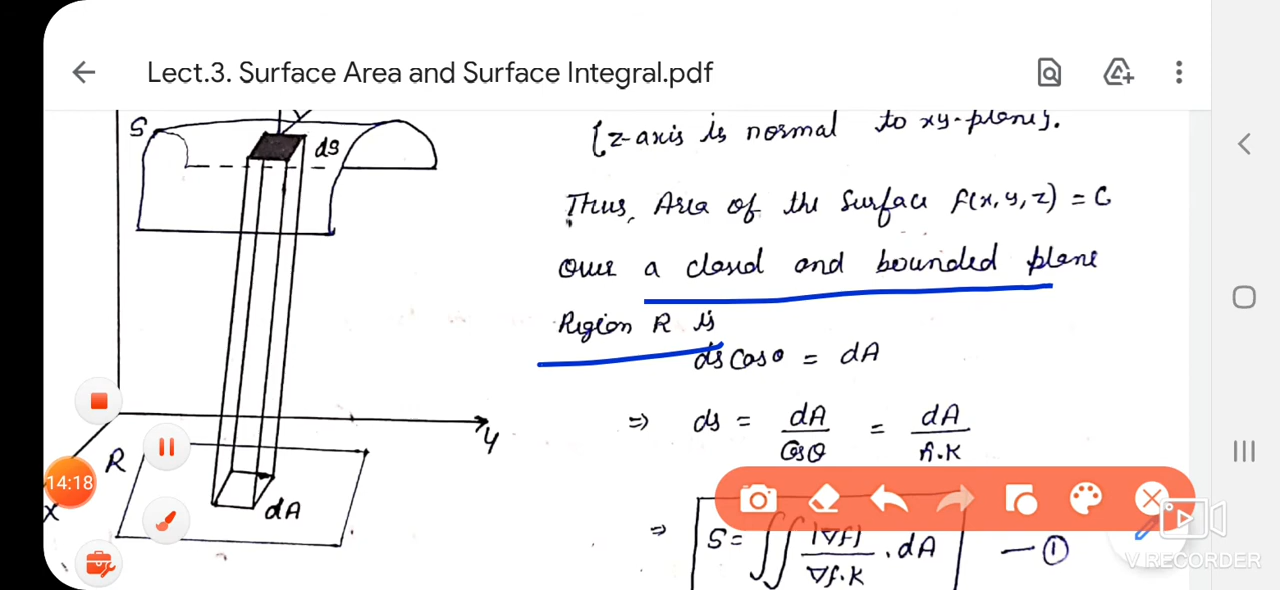 Lect.3. Surface Area and Surface Integral.pdf
{z-axis is normal to xy-plane}.
Thus, Area of the Surface f(x,y,z) = C
Over a closed and bounded plane
Region R is
ds Cosθ = dA
⇒ ds = dA/Cosθ = dA/n̂.K
⇒ S = ∬ |∇f|/∇f.K . dA — ①
S
ds
y
R
X
dA
14:18
V RECORDER